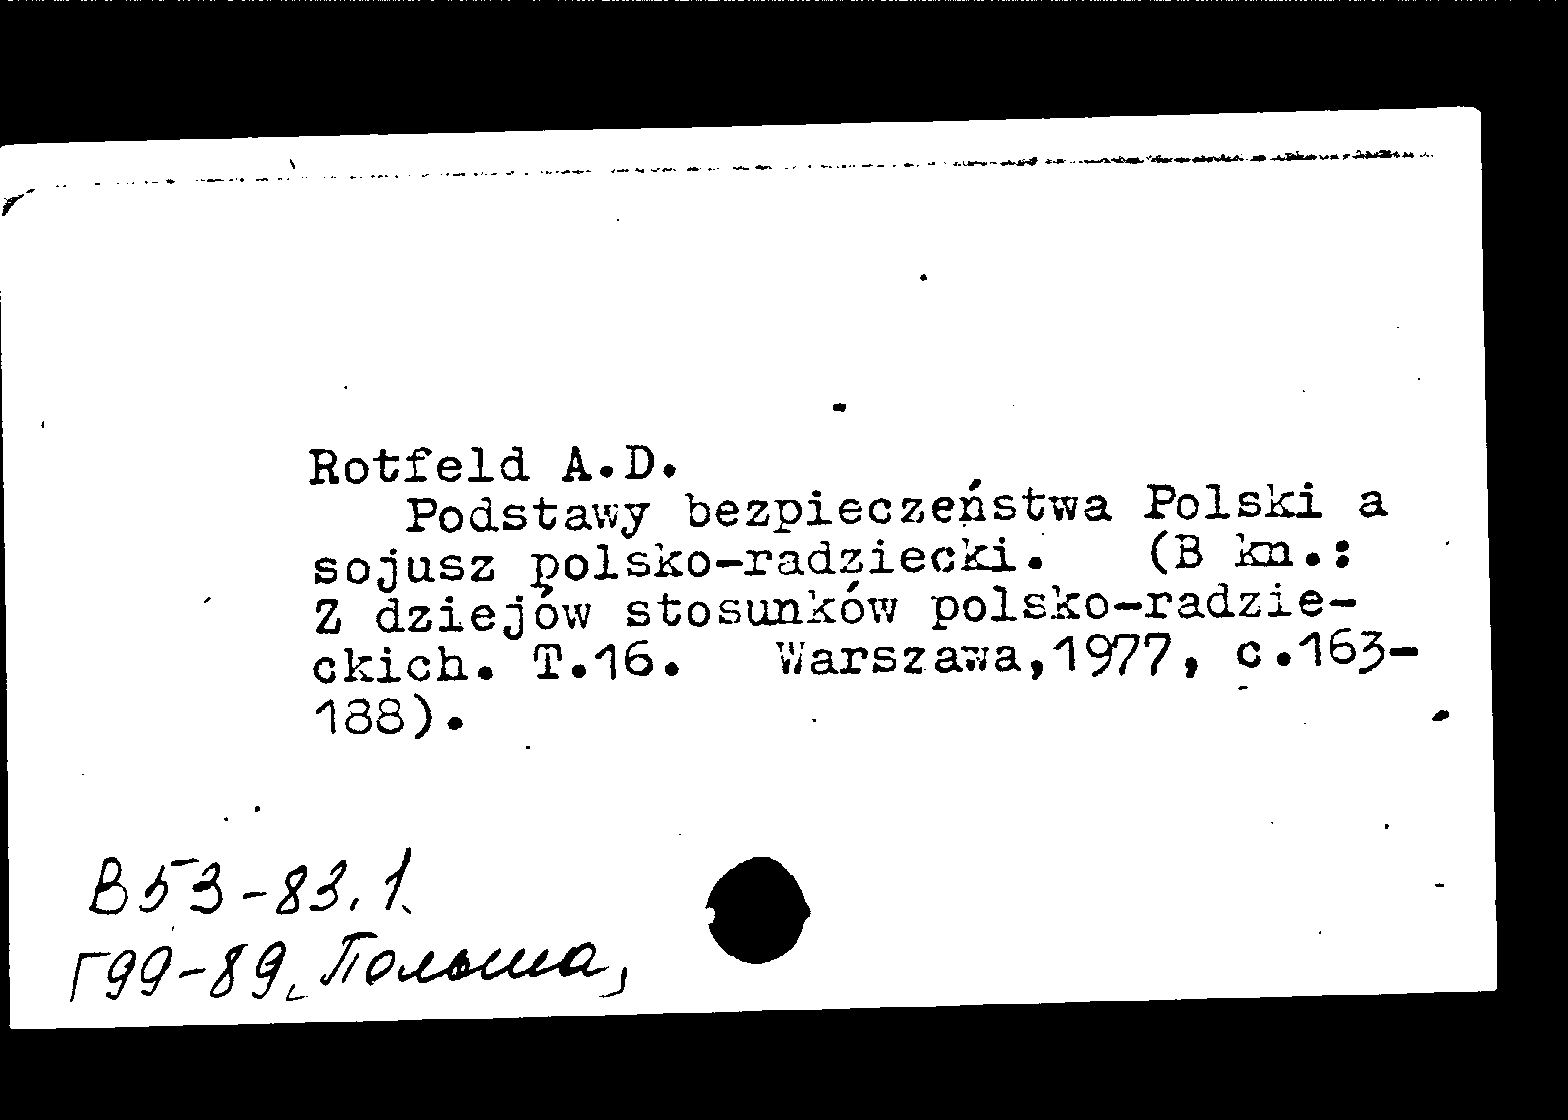 Rotfeld A.D.
Podstawy bezpieczeństwa Polski a
sojusz polsko-radziecki. (В kn.:
Z dziejów stosunków polsko-radzie-
ckich. T.16. Warszawa,1977, с.163-
188).
В53-83.1
Г99-89(Польша)